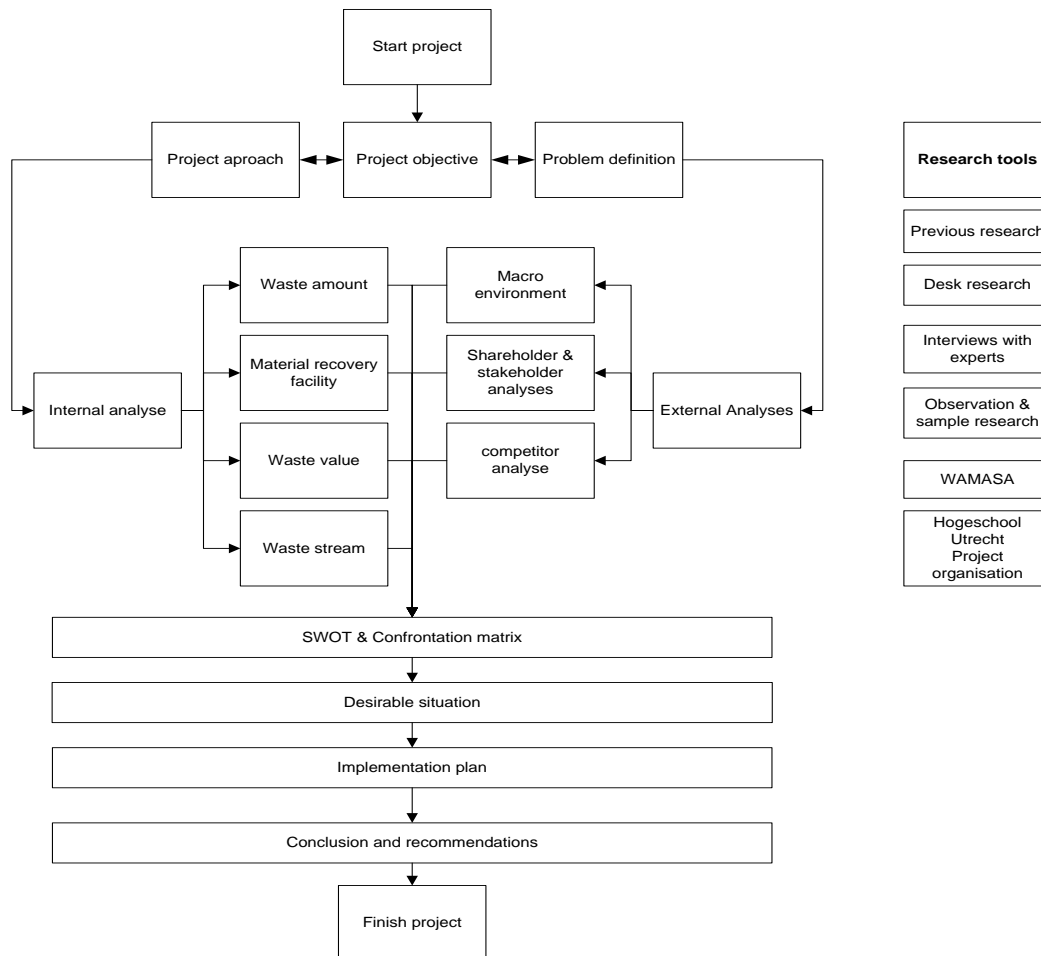 Start project
Project aproach
Project objective
Problem definition
Waste amount
Material recovery
facility
Waste value
Waste stream
Macro
environment
Shareholder &
stakeholder
analyses
competitor
analyse
Internal analyse
External Analyses
SWOT & Confrontation matrix
Desirable situation
Implementation plan
Conclusion and recommendations
Finish project
Research tools
Previous research
Desk research
Interviews with
experts
Observation &
sample research
WAMASA
Hogeschool
Utrecht
Project
organisation